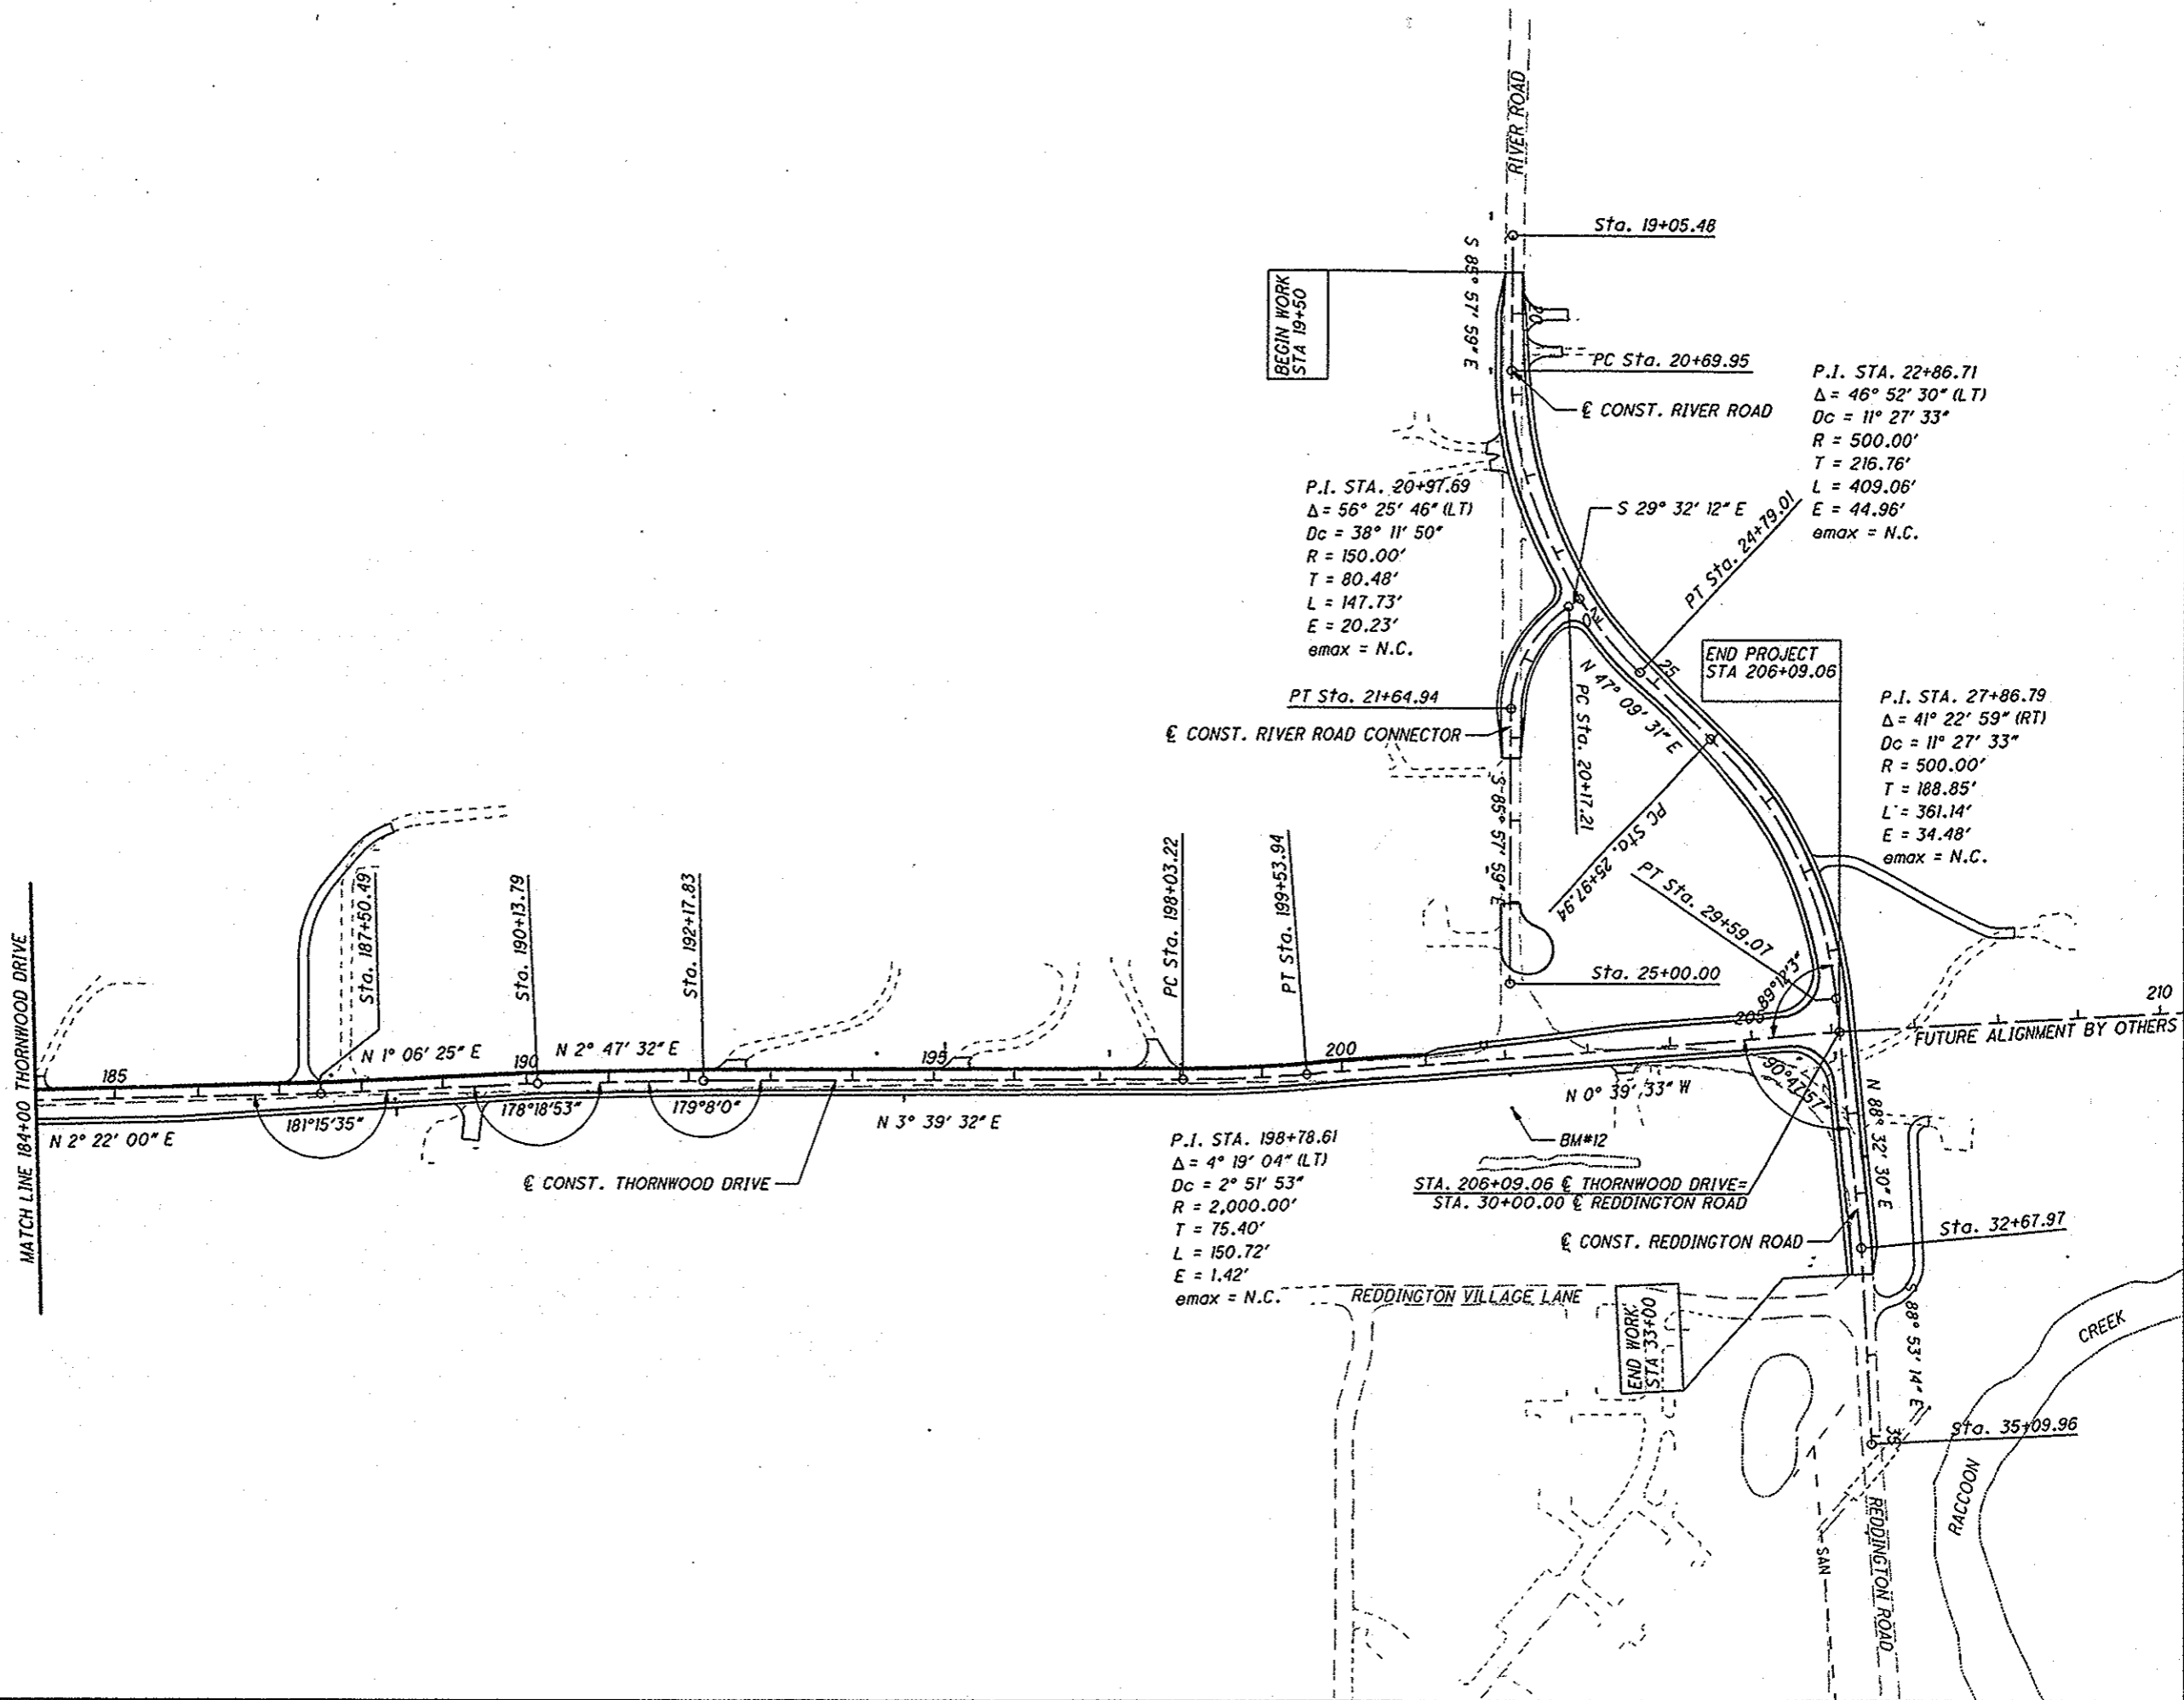 RIVER ROAD
Sta. 19+05.48
S 85° 57' 59" E
BEGIN WORK
STA 19+50
20
PC Sta. 20+69.95
℄ CONST. RIVER ROAD
P.I. STA. 22+86.71
Δ = 46° 52' 30" (LT)
Dc = 11° 27' 33"
R = 500.00'
T = 216.76'
L = 409.06'
E = 44.96'
emax = N.C.
P.I. STA. 20+97.69
Δ = 56° 25' 46" (LT)
Dc = 38° 11' 50"
R = 150.00'
T = 80.48'
L = 147.73'
E = 20.23'
emax = N.C.
S 29° 32' 12" E
PT Sta. 24+79.01
20
25
END PROJECT
STA 206+09.06
N 47° 09' 31" E
PC Sta. 20+17.21
PT Sta. 21+64.94
℄ CONST. RIVER ROAD CONNECTOR
P.I. STA. 27+86.79
Δ = 41° 22' 59" (RT)
Dc = 11° 27' 33"
R = 500.00'
T = 188.85'
L = 361.14'
E = 34.48'
emax = N.C.
S 85° 57' 59" E
PC Sta. 25+97.94
PT Sta. 29+59.07
Sta. 25+00.00
89°12'3"
MATCH LINE 184+00 THORNWOOD DRIVE
Sta. 187+50.49
Sta. 190+13.79
Sta. 192+17.83
PC Sta. 198+03.22
PT Sta. 199+53.94
185
N 1° 06' 25" E
190
N 2° 47' 32" E
195
200
205
210
FUTURE ALIGNMENT BY OTHERS
N 2° 22' 00" E
181°15'35"
178°18'53"
179°8'0"
N 3° 39' 32" E
N 0° 39' 33" W
90°47'57"
N 88° 32' 30" E
℄ CONST. THORNWOOD DRIVE
P.I. STA. 198+78.61
Δ = 4° 19' 04" (LT)
Dc = 2° 51' 53"
R = 2,000.00'
T = 75.40'
L = 150.72'
E = 1.42'
emax = N.C.
BM#12
STA. 206+09.06 ℄ THORNWOOD DRIVE=
STA. 30+00.00 ℄ REDDINGTON ROAD
℄ CONST. REDDINGTON ROAD
Sta. 32+67.97
REDDINGTON VILLAGE LANE
END WORK
STA 33+00
S 88° 53' 14" E
CREEK
RACCOON
Sta. 35+09.96
35
SAN
REDDINGTON ROAD